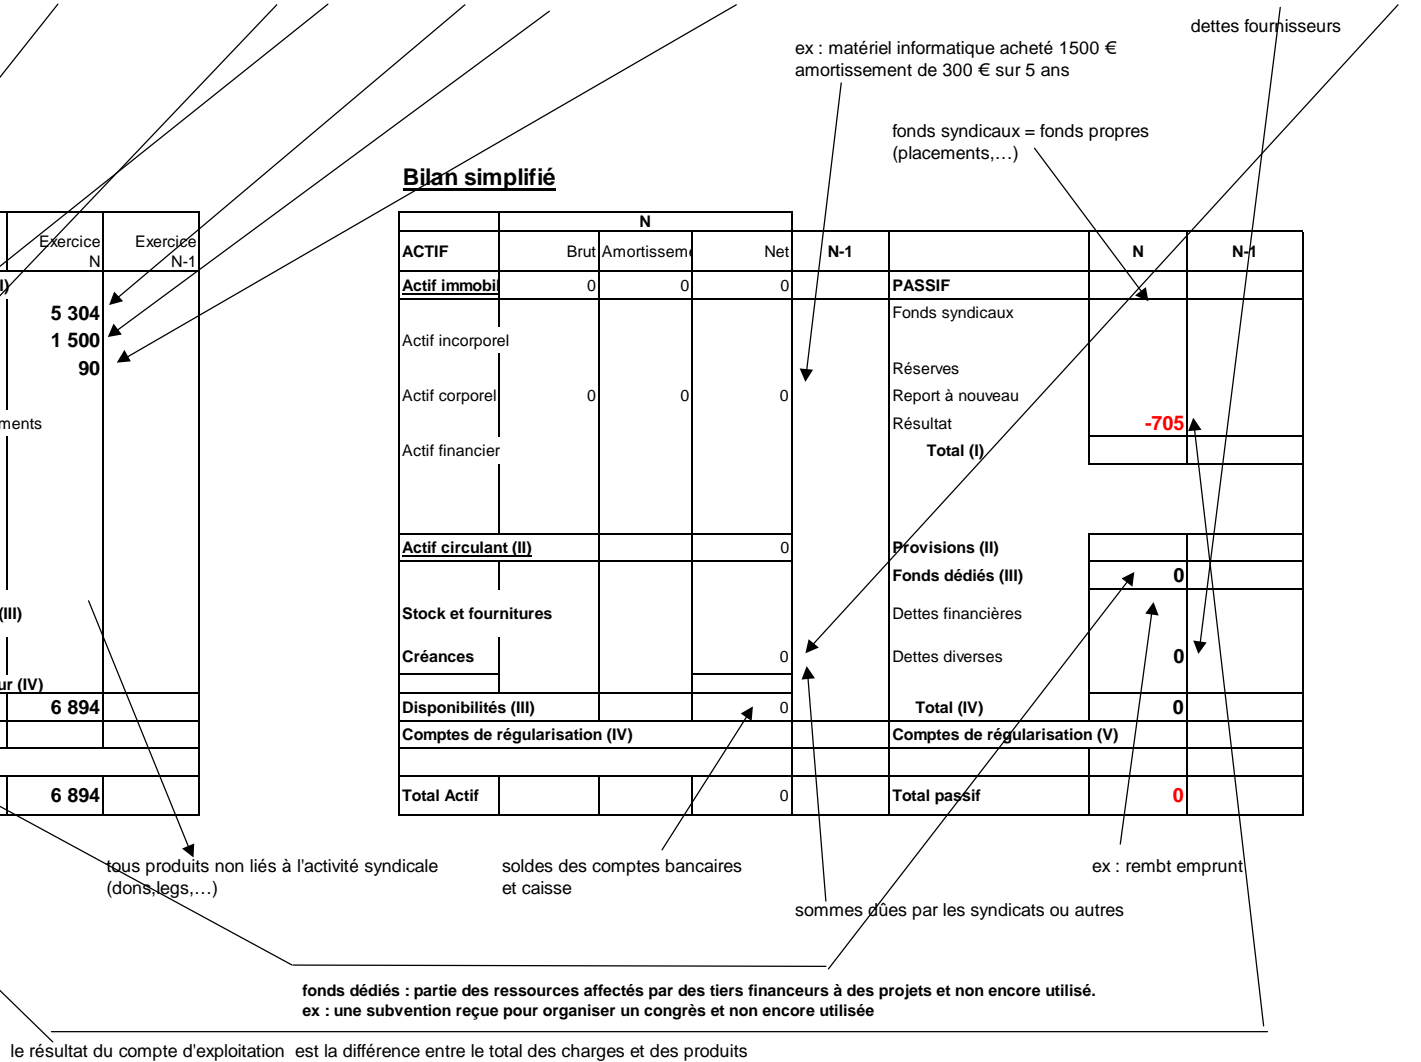 dettes fournisseurs
ex : matériel informatique acheté 1500 €
amortissement de 300 € sur 5 ans
fonds syndicaux = fonds propres
(placements,…)
Bilan simplifié
N
Exercice N Exercice N-1
ACTIF Brut Amortissem Net N-1 N N-1
I) Actif immobil 0 0 0 PASSIF
5 304 Fonds syndicaux
1 500 Actif incorporel
90 Réserves
Actif corporel 0 0 0 Report à nouveau
ments Résultat -705
Actif financier Total (I)
Actif circulant (II) 0 Provisions (II)
Fonds dédiés (III) 0
(III) Stock et fournitures Dettes financières
Créances 0 Dettes diverses 0
ur (IV)
6 894 Disponibilités (III) 0 Total (IV) 0
Comptes de régularisation (IV) Comptes de régularisation (V)
6 894 Total Actif 0 Total passif 0
tous produits non liés à l'activité syndicale
(dons,legs,…)
soldes des comptes bancaires
et caisse
ex : rembt emprunt
sommes dûes par les syndicats ou autres
fonds dédiés : partie des ressources affectés par des tiers financeurs à des projets et non encore utilisé.
ex : une subvention reçue pour organiser un congrès et non encore utilisée
le résultat du compte d'exploitation est la différence entre le total des charges et des produits